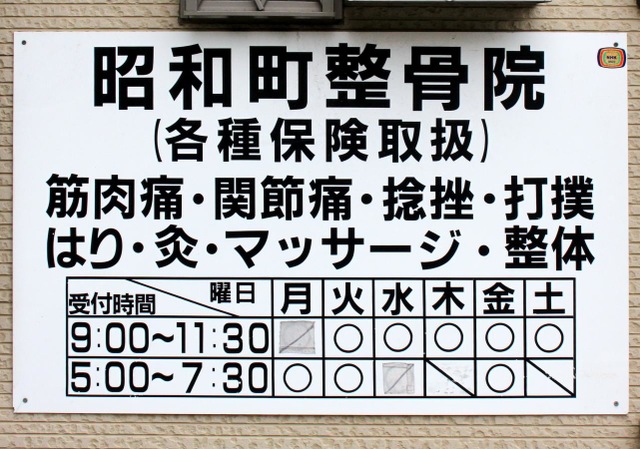 昭和町整骨院
(各種保険取扱)
筋肉痛・関節痛・捻挫・打撲
はり・灸・マッサージ・整体
受付時間 曜日 月 火 水 木 金 土
9:00~11:30 ○ ○ ○ ○ ○
5:00~7:30 ○ ○ ○